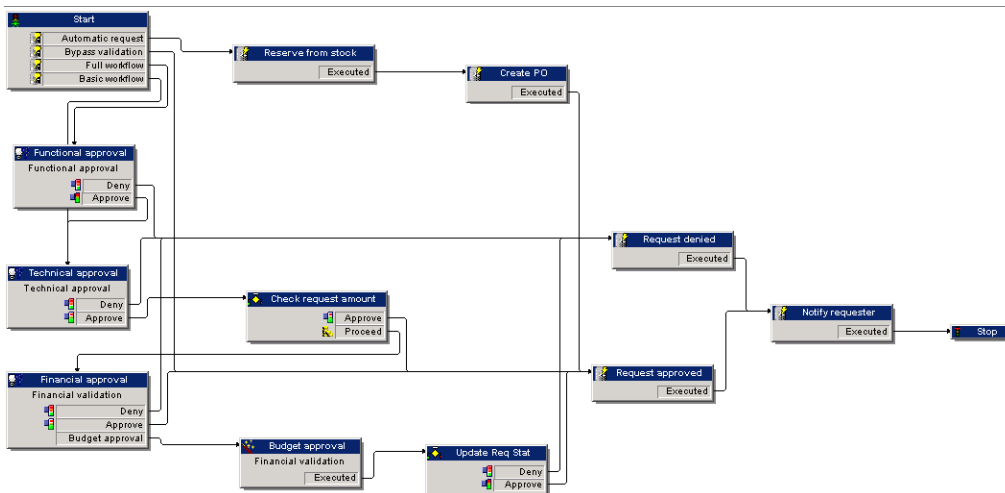 Start
Automatic request
Bypass validation
Full workflow
Basic workflow
Reserve from stock
Executed
Create PO
Executed
Functional approval
Functional approval
Deny
Approve
Technical approval
Technical approval
Deny
Approve
Check request amount
Approve
Proceed
Request denied
Executed
Notify requester
Executed
Stop
Financial approval
Financial validation
Deny
Approve
Budget approval
Request approved
Executed
Budget approval
Financial validation
Executed
Update Req Stat
Deny
Approve